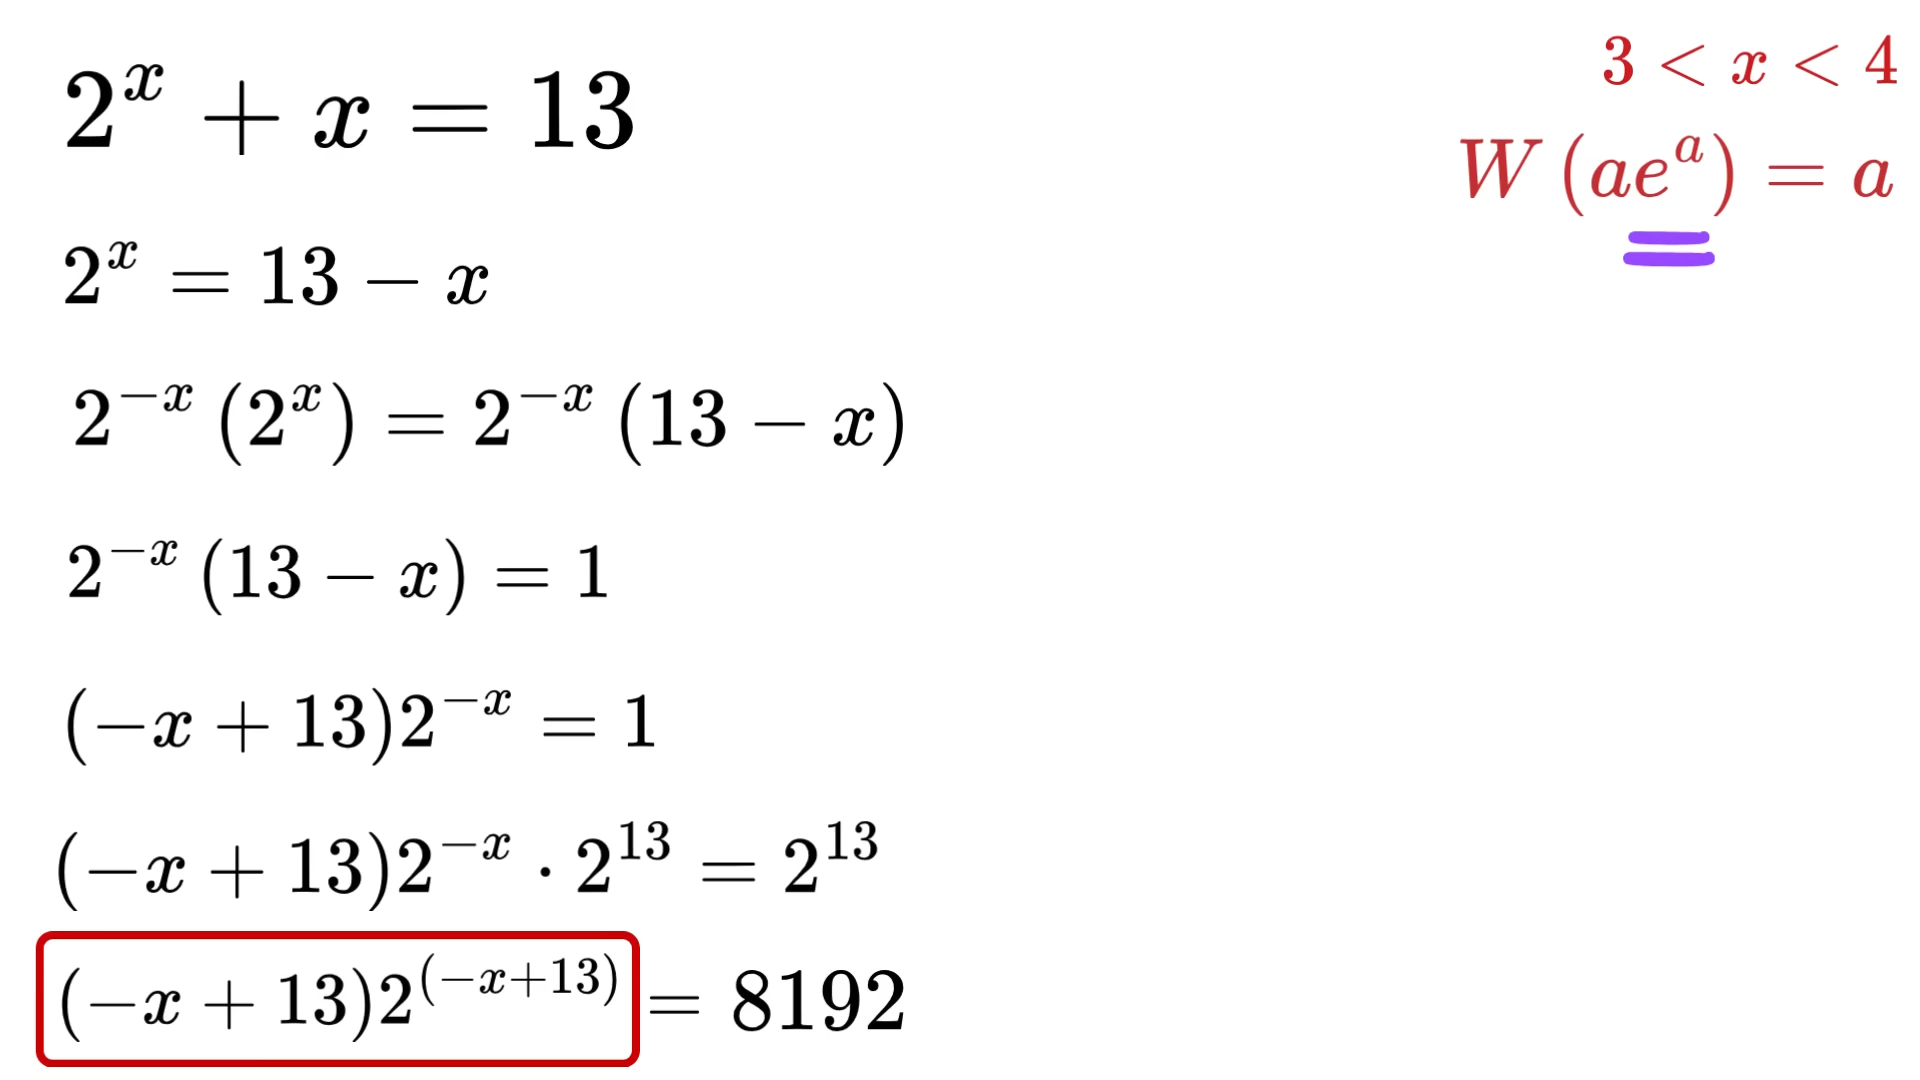 2^x + x = 13
3 < x < 4
W (ae^a) = a
2^x = 13 − x
2^{−x} (2^x) = 2^{−x} (13 − x)
2^{−x} (13 − x) = 1
(−x + 13)2^{−x} = 1
(−x + 13)2^{−x} · 2^{13} = 2^{13}
(−x + 13)2^{(−x+13)} = 8192